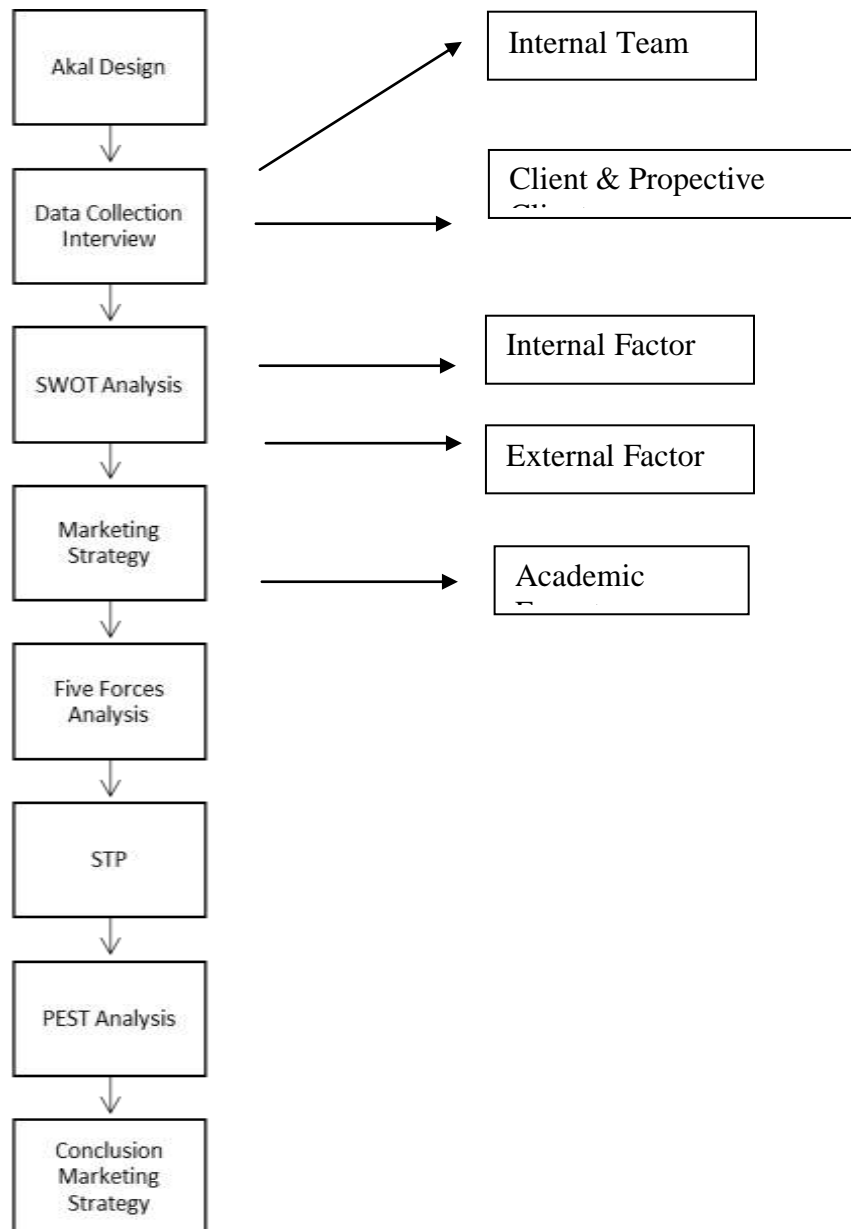 Akal Design
Internal Team
Data Collection
Interview
Client & Propective
SWOT Analysis
Internal Factor
External Factor
Marketing
Strategy
Academic
Five Forces
Analysis
STP
PEST Analysis
Conclusion
Marketing
Strategy